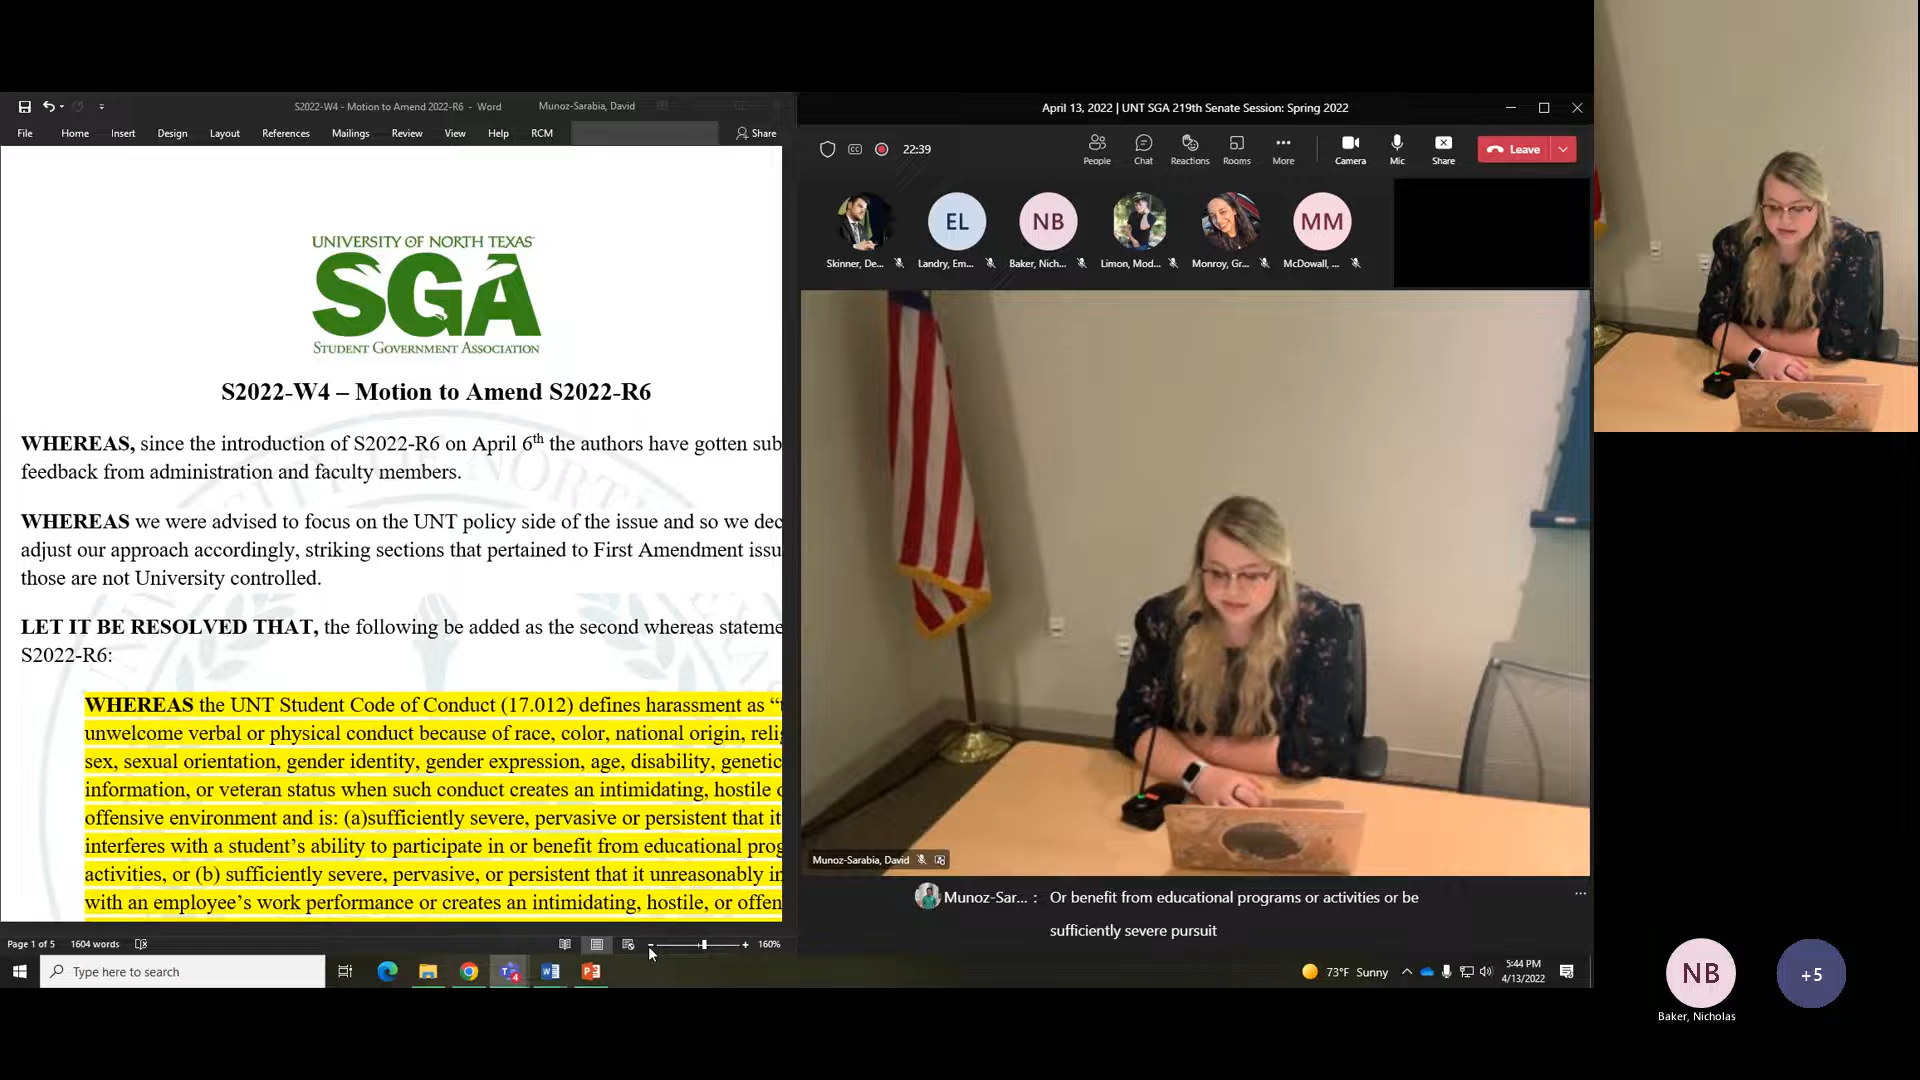 S2022-W4 - Motion to Amend 2022-R6 - Word
Munoz-Sarabia, David
File Home Insert Design Layout References Mailings Review View Help RCM Share
UNIVERSITY OF NORTH TEXAS
SGA
STUDENT GOVERNMENT ASSOCIATION
S2022-W4 – Motion to Amend S2022-R6
WHEREAS, since the introduction of S2022-R6 on April 6th the authors have gotten sub
feedback from administration and faculty members.
WHEREAS we were advised to focus on the UNT policy side of the issue and so we dec
adjust our approach accordingly, striking sections that pertained to First Amendment issu
those are not University controlled.
LET IT BE RESOLVED THAT, the following be added as the second whereas stateme
S2022-R6:
WHEREAS the UNT Student Code of Conduct (17.012) defines harassment as “
unwelcome verbal or physical conduct because of race, color, national origin, relig
sex, sexual orientation, gender identity, gender expression, age, disability, genetic
information, or veteran status when such conduct creates an intimidating, hostile o
offensive environment and is: (a)sufficiently severe, pervasive or persistent that it
interferes with a student’s ability to participate in or benefit from educational prog
activities, or (b) sufficiently severe, pervasive, or persistent that it unreasonably in
with an employee’s work performance or creates an intimidating, hostile, or offen
Page 1 of 5 1604 words 160%
April 13, 2022 | UNT SGA 219th Senate Session: Spring 2022
CC 22:39 People Chat Reactions Rooms More Camera Mic Share Leave
EL NB MM
Skinner, De... Landry, Em... Baker, Nich... Limon, Mod... Monroy, Gr... McDowall, ...
Munoz-Sarabia, David
Munoz-Sar... : Or benefit from educational programs or activities or be
sufficiently severe pursuit
Type here to search
73°F Sunny
5:44 PM
4/13/2022
NB +5
Baker, Nicholas